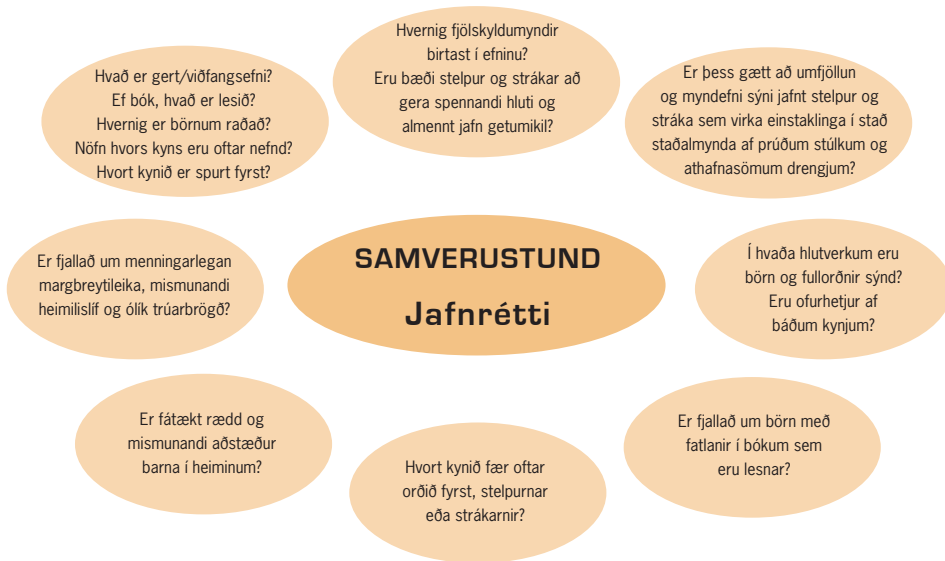 Hvernig fjölskyldumyndir
birtast í efninu?
Eru bæði stelpur og strákar að
gera spennandi hluti og
almennt jafn getumikil?
Hvað er gert/viðfangsefni?
Ef bók, hvað er lesið?
Hvernig er börnum raðað?
Nöfn hvors kyns eru oftar nefnd?
Hvort kynið er spurt fyrst?
Er þess gætt að umfjöllun
og myndefni sýni jafnt stelpur og
stráka sem virka einstaklinga í stað
staðalmynda af prúðum stúlkum og
athafnasömum drengjum?
Er fjallað um menningarlegan
margbreytileika, mismunandi
heimilislíf og ólík trúarbrögð?
SAMVERUSTUND
Jafnrétti
Í hvaða hlutverkum eru
börn og fullorðnir sýnd?
Eru ofurhetjur af
báðum kynjum?
Er fátækt rædd og
mismunandi aðstæður
barna í heiminum?
Hvort kynið fær oftar
orðið fyrst, stelpurnar
eða strákarnir?
Er fjallað um börn með
fatlanir í bókum sem
eru lesnar?